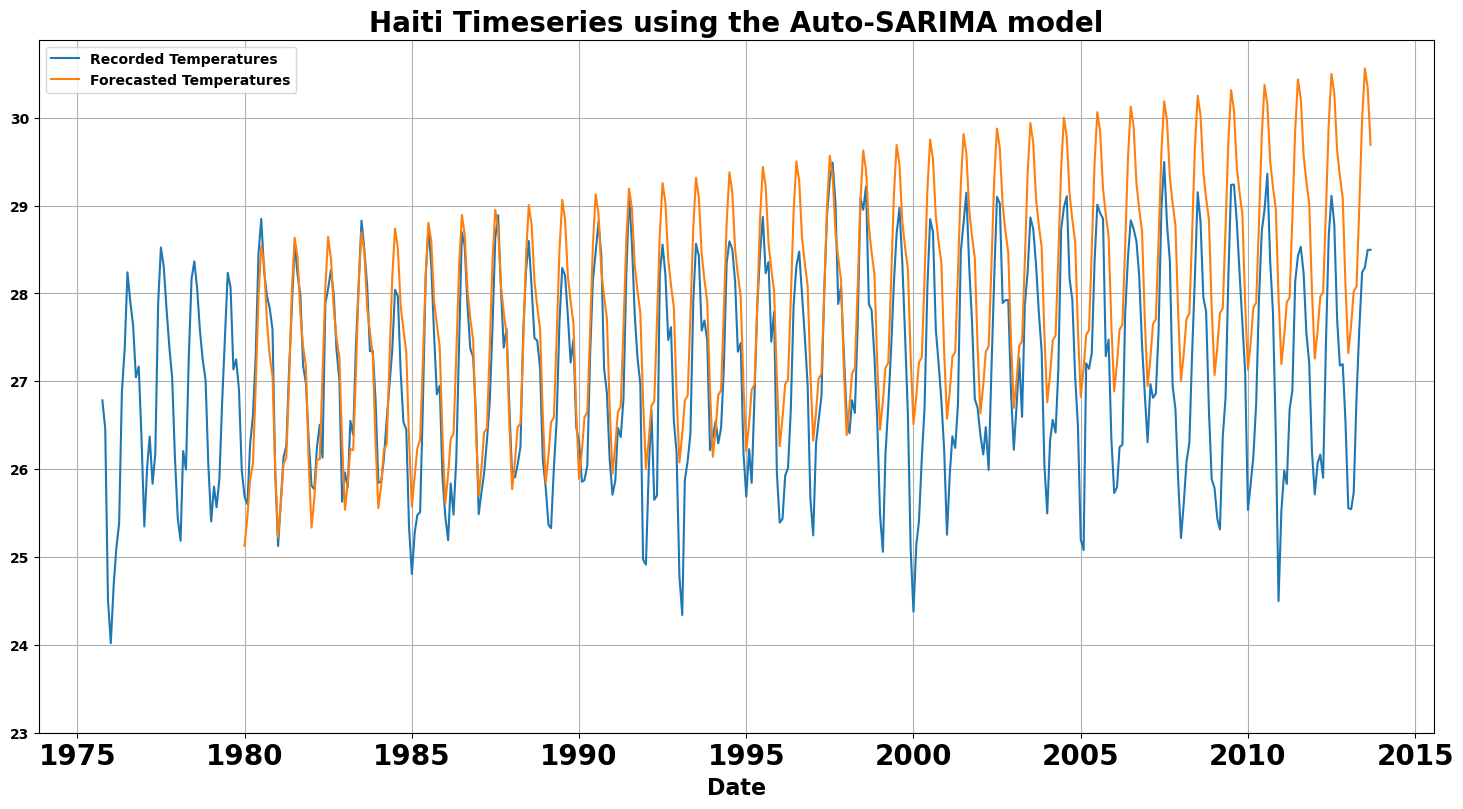 Haiti Timeseries using the Auto-SARIMA model
Recorded Temperatures
Forecasted Temperatures
30
29
28
27
26
25
24
23
1975 1980 1985 1990 1995 2000 2005 2010 2015
Date